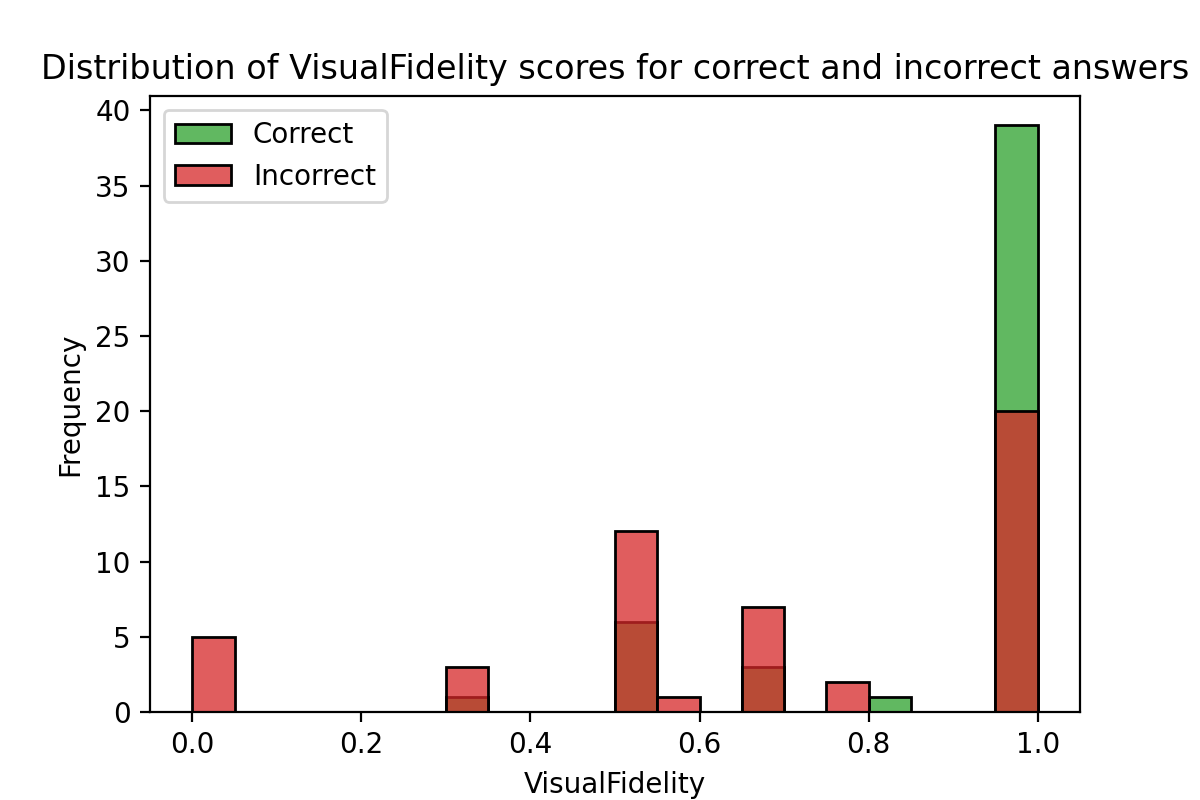 Distribution of VisualFidelity scores for correct and incorrect answers
Correct
Incorrect
40
35
30
25
20
15
10
5
0
Frequency
0.0 0.2 0.4 0.6 0.8 1.0
VisualFidelity